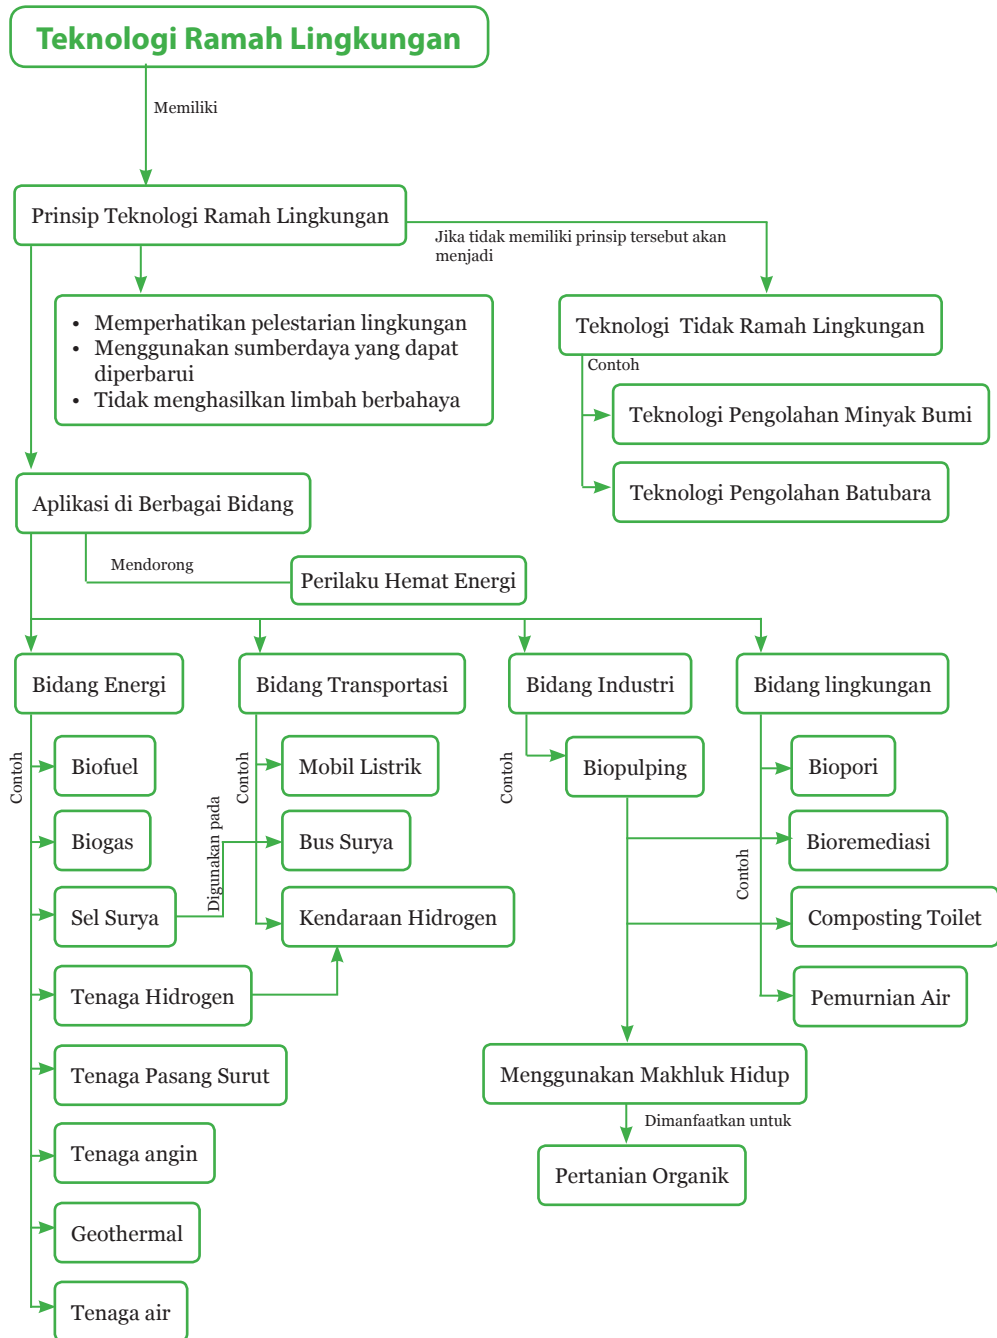 Teknologi Ramah Lingkungan
Memiliki
Prinsip Teknologi Ramah Lingkungan
Jika tidak memiliki prinsip tersebut akan
menjadi
• Memperhatikan pelestarian lingkungan
• Menggunakan sumberdaya yang dapat
diperbarui
• Tidak menghasilkan limbah berbahaya
Teknologi Tidak Ramah Lingkungan
Contoh
Teknologi Pengolahan Minyak Bumi
Teknologi Pengolahan Batubara
Aplikasi di Berbagai Bidang
Mendorong
Perilaku Hemat Energi
Bidang Energi
Contoh
Biofuel
Biogas
Sel Surya
Digunakan pada
Tenaga Hidrogen
Tenaga Pasang Surut
Tenaga angin
Geothermal
Tenaga air
Bidang Transportasi
Contoh
Mobil Listrik
Bus Surya
Kendaraan Hidrogen
Bidang Industri
Contoh
Biopulping
Menggunakan Makhluk Hidup
Dimanfaatkan untuk
Pertanian Organik
Bidang lingkungan
Contoh
Biopori
Bioremediasi
Composting Toilet
Pemurnian Air